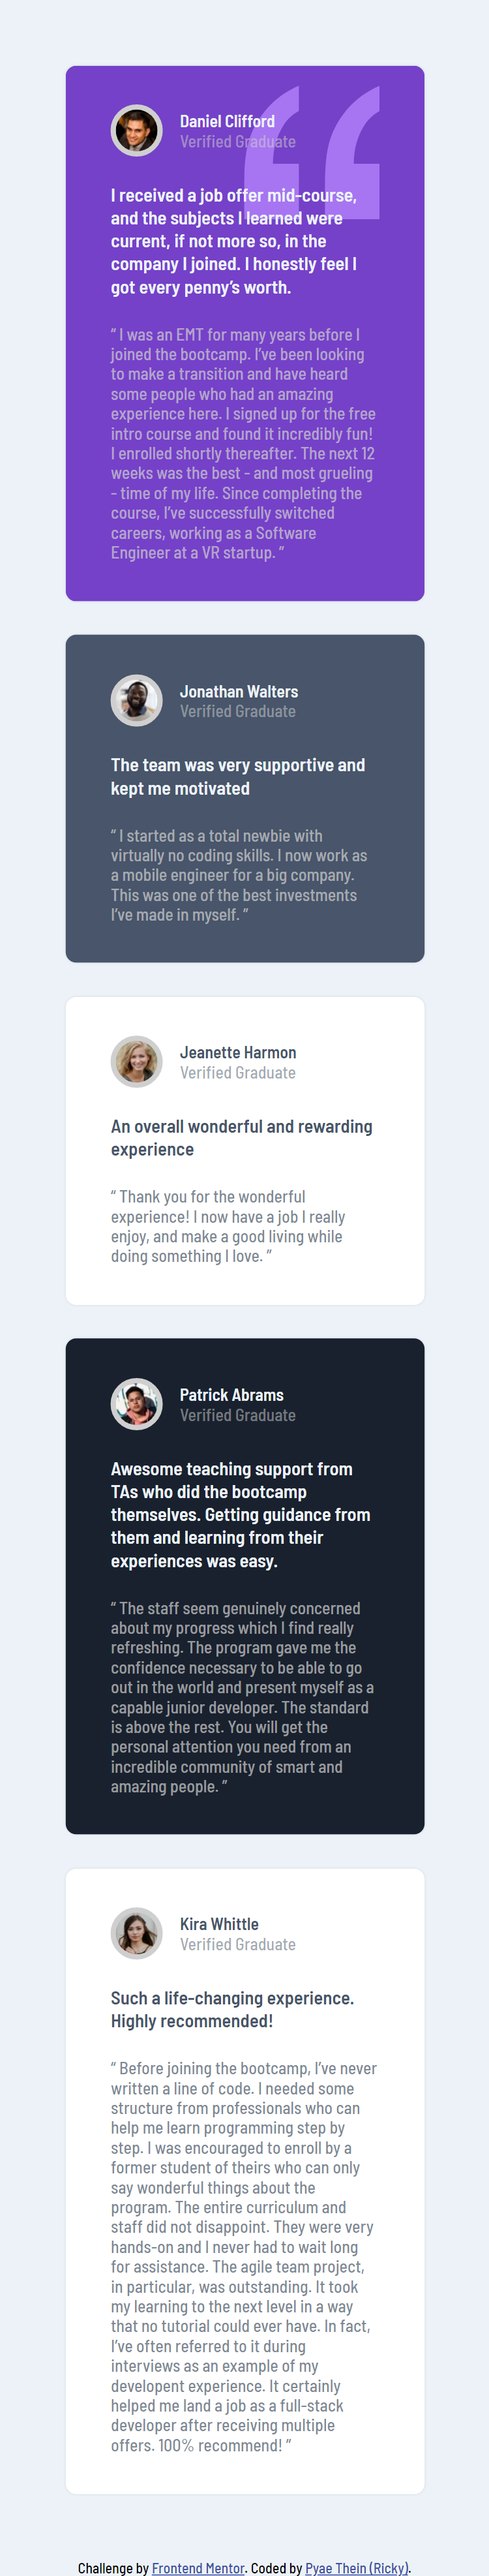 Daniel Clifford
Verified Graduate
I received a job offer mid-course,
and the subjects I learned were
current, if not more so, in the
company I joined. I honestly feel I
got every penny’s worth.
“ I was an EMT for many years before I
joined the bootcamp. I’ve been looking
to make a transition and have heard
some people who had an amazing
experience here. I signed up for the free
intro course and found it incredibly fun!
I enrolled shortly thereafter. The next 12
weeks was the best - and most grueling
- time of my life. Since completing the
course, I’ve successfully switched
careers, working as a Software
Engineer at a VR startup. ”
Jonathan Walters
Verified Graduate
The team was very supportive and
kept me motivated
“ I started as a total newbie with
virtually no coding skills. I now work as
a mobile engineer for a big company.
This was one of the best investments
I’ve made in myself. ”
Jeanette Harmon
Verified Graduate
An overall wonderful and rewarding
experience
“ Thank you for the wonderful
experience! I now have a job I really
enjoy, and make a good living while
doing something I love. ”
Patrick Abrams
Verified Graduate
Awesome teaching support from
TAs who did the bootcamp
themselves. Getting guidance from
them and learning from their
experiences was easy.
“ The staff seem genuinely concerned
about my progress which I find really
refreshing. The program gave me the
confidence necessary to be able to go
out in the world and present myself as a
capable junior developer. The standard
is above the rest. You will get the
personal attention you need from an
incredible community of smart and
amazing people. ”
Kira Whittle
Verified Graduate
Such a life-changing experience.
Highly recommended!
“ Before joining the bootcamp, I’ve never
written a line of code. I needed some
structure from professionals who can
help me learn programming step by
step. I was encouraged to enroll by a
former student of theirs who can only
say wonderful things about the
program. The entire curriculum and
staff did not disappoint. They were very
hands-on and I never had to wait long
for assistance. The agile team project,
in particular, was outstanding. It took
my learning to the next level in a way
that no tutorial could ever have. In fact,
I’ve often referred to it during
interviews as an example of my
developent experience. It certainly
helped me land a job as a full-stack
developer after receiving multiple
offers. 100% recommend! ”
Challenge by Frontend Mentor. Coded by Pyae Thein (Ricky).